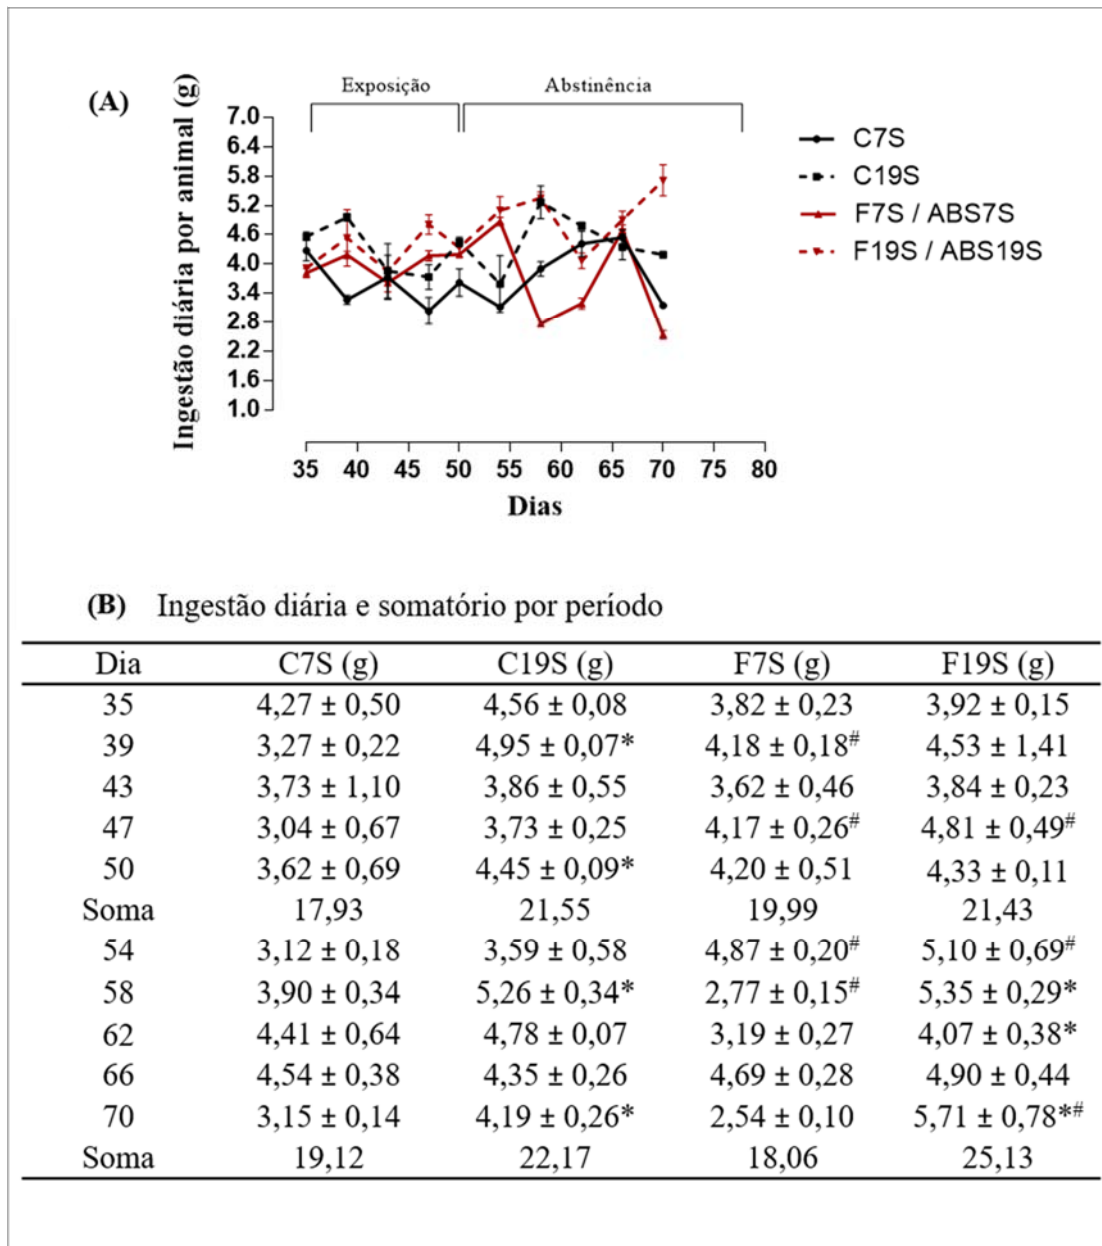 (A)
Exposição
Abstinência
Ingestão diária por animal (g)
7.0
6.4
5.8
5.2
4.6
4.0
3.4
2.8
2.2
1.6
1.0
35 40 45 50 55 60 65 70 75 80
Dias
C7S
C19S
F7S / ABS7S
F19S / ABS19S
(B) Ingestão diária e somatório por período
Dia C7S (g) C19S (g) F7S (g) F19S (g)
35 4,27 ± 0,50 4,56 ± 0,08 3,82 ± 0,23 3,92 ± 0,15
39 3,27 ± 0,22 4,95 ± 0,07* 4,18 ± 0,18# 4,53 ± 1,41
43 3,73 ± 1,10 3,86 ± 0,55 3,62 ± 0,46 3,84 ± 0,23
47 3,04 ± 0,67 3,73 ± 0,25 4,17 ± 0,26# 4,81 ± 0,49#
50 3,62 ± 0,69 4,45 ± 0,09* 4,20 ± 0,51 4,33 ± 0,11
Soma 17,93 21,55 19,99 21,43
54 3,12 ± 0,18 3,59 ± 0,58 4,87 ± 0,20# 5,10 ± 0,69#
58 3,90 ± 0,34 5,26 ± 0,34* 2,77 ± 0,15# 5,35 ± 0,29*
62 4,41 ± 0,64 4,78 ± 0,07 3,19 ± 0,27 4,07 ± 0,38*
66 4,54 ± 0,38 4,35 ± 0,26 4,69 ± 0,28 4,90 ± 0,44
70 3,15 ± 0,14 4,19 ± 0,26* 2,54 ± 0,10 5,71 ± 0,78*#
Soma 19,12 22,17 18,06 25,13